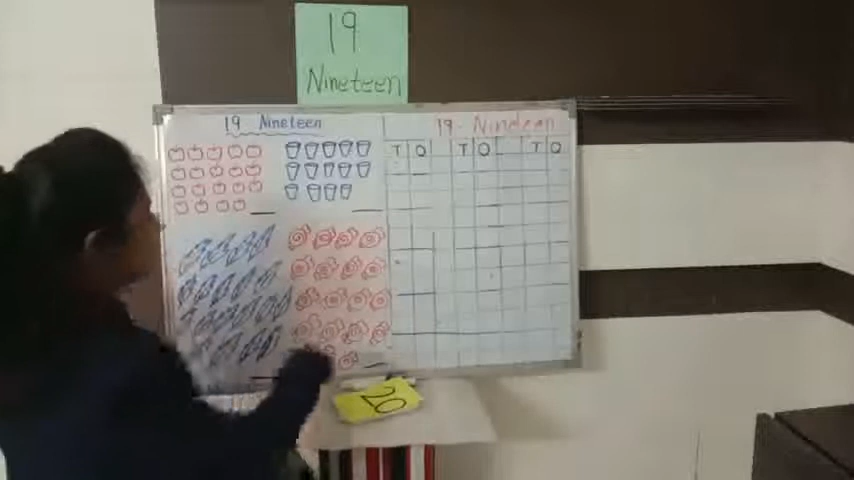 19
Nineteen
19 Nineteen
19 - Nineteen
T O T O T O
20